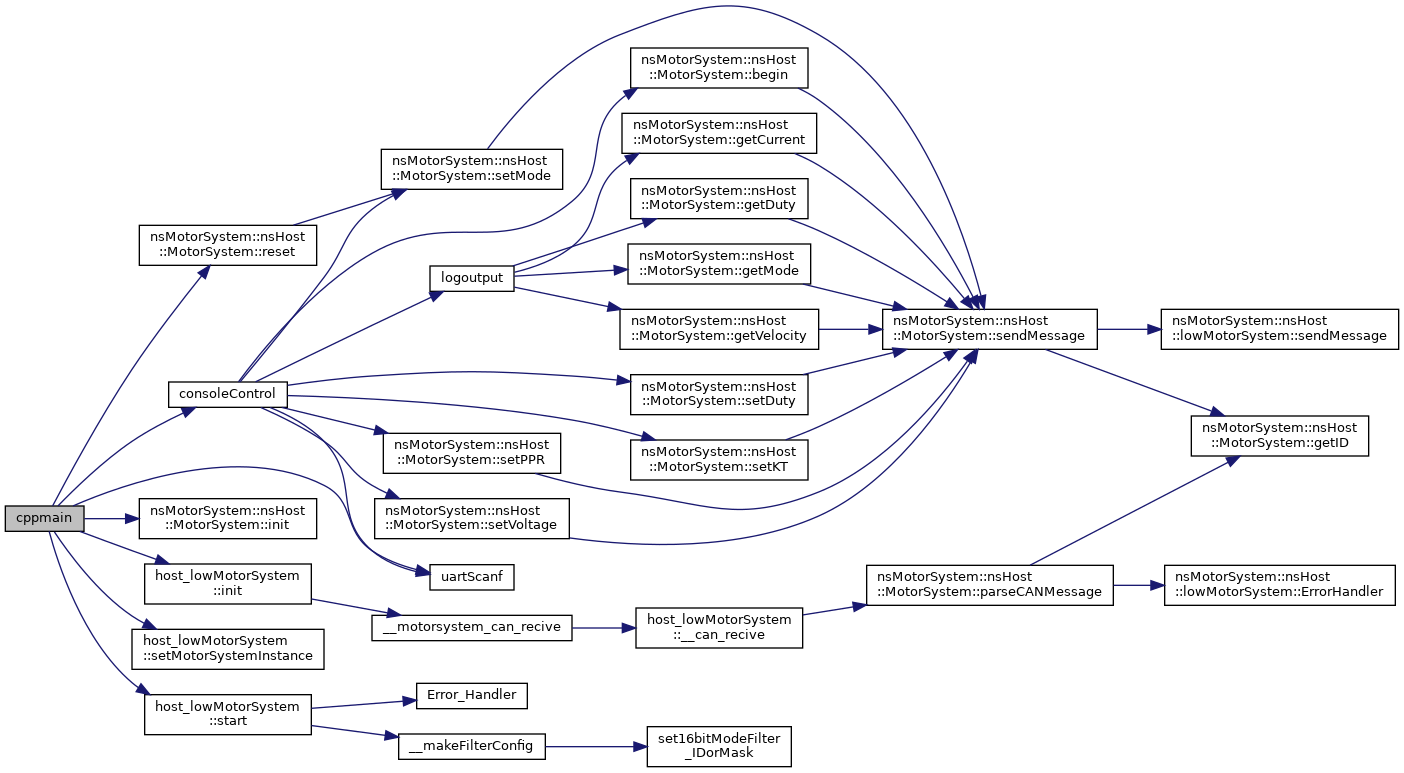 nsMotorSystem::nsHost
::MotorSystem::begin
nsMotorSystem::nsHost
::MotorSystem::getCurrent
nsMotorSystem::nsHost
::MotorSystem::setMode
nsMotorSystem::nsHost
::MotorSystem::getDuty
nsMotorSystem::nsHost
::MotorSystem::reset
nsMotorSystem::nsHost
::MotorSystem::getMode
logoutput
nsMotorSystem::nsHost
::MotorSystem::getVelocity
nsMotorSystem::nsHost
::MotorSystem::sendMessage
nsMotorSystem::nsHost
::lowMotorSystem::sendMessage
consoleControl
nsMotorSystem::nsHost
::MotorSystem::setDuty
nsMotorSystem::nsHost
::MotorSystem::getID
nsMotorSystem::nsHost
::MotorSystem::setPPR
nsMotorSystem::nsHost
::MotorSystem::setKT
cppmain
nsMotorSystem::nsHost
::MotorSystem::init
nsMotorSystem::nsHost
::MotorSystem::setVoltage
host_lowMotorSystem
::init
uartScanf
nsMotorSystem::nsHost
::MotorSystem::parseCANMessage
nsMotorSystem::nsHost
::lowMotorSystem::ErrorHandler
__motorsystem_can_recive
host_lowMotorSystem
::__can_recive
host_lowMotorSystem
::setMotorSystemInstance
host_lowMotorSystem
::start
Error_Handler
__makeFilterConfig
set16bitModeFilter
_IDorMask